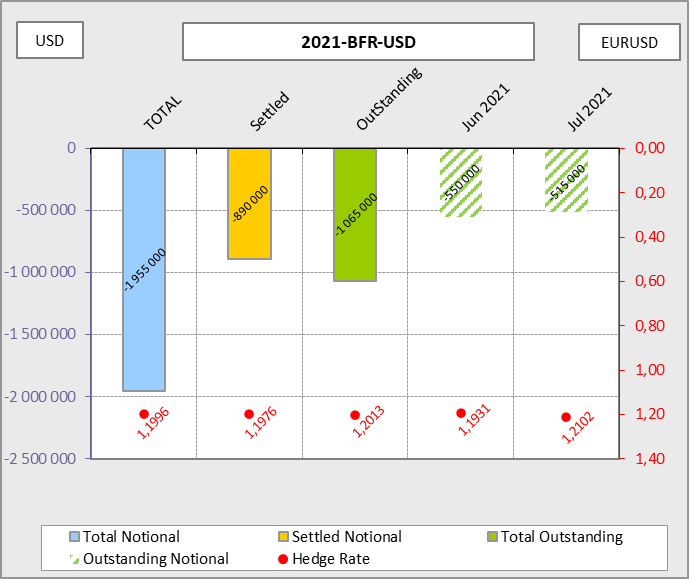 USD
2021-BFR-USD
EURUSD
TOTAL
Settled
OutStanding
Jun 2021
Jul 2021
0
-500 000
-1 000 000
-1 500 000
-2 000 000
-2 500 000
-1 955 000
-890 000
-1 065 000
-550 000
-515 000
1,1996
1,1976
1,2013
1,1931
1,2102
0,00
0,20
0,40
0,60
0,80
1,00
1,20
1,40
Total Notional
Settled Notional
Total Outstanding
Outstanding Notional
Hedge Rate